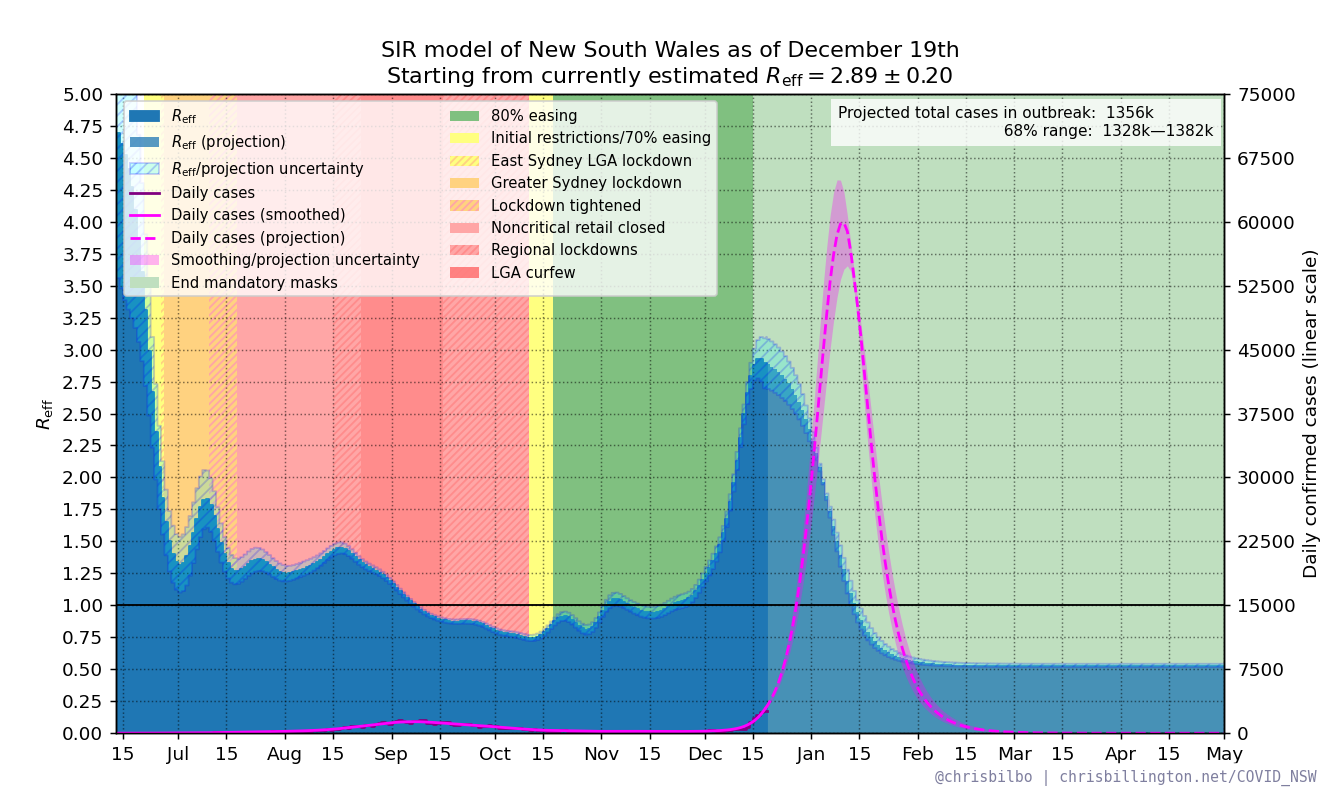 SIR model of New South Wales as of December 19th
Starting from currently estimated R_eff = 2.89 ± 0.20
R_eff
R_eff (projection)
R_eff/projection uncertainty
Daily cases
Daily cases (smoothed)
Daily cases (projection)
Smoothing/projection uncertainty
End mandatory masks
80% easing
Initial restrictions/70% easing
East Sydney LGA lockdown
Greater Sydney lockdown
Lockdown tightened
Noncritical retail closed
Regional lockdowns
LGA curfew
Projected total cases in outbreak: 1356k
68% range: 1328k—1382k
R_eff
5.00
4.75
4.50
4.25
4.00
3.75
3.50
3.25
3.00
2.75
2.50
2.25
2.00
1.75
1.50
1.25
1.00
0.75
0.50
0.25
0.00
75000
67500
60000
52500
45000
37500
30000
22500
15000
7500
0
Daily confirmed cases (linear scale)
15 Jul 15 Aug 15 Sep 15 Oct 15 Nov 15 Dec 15 Jan 15 Feb 15 Mar 15 Apr 15 May
@chrisbilbo | chrisbillington.net/COVID_NSW